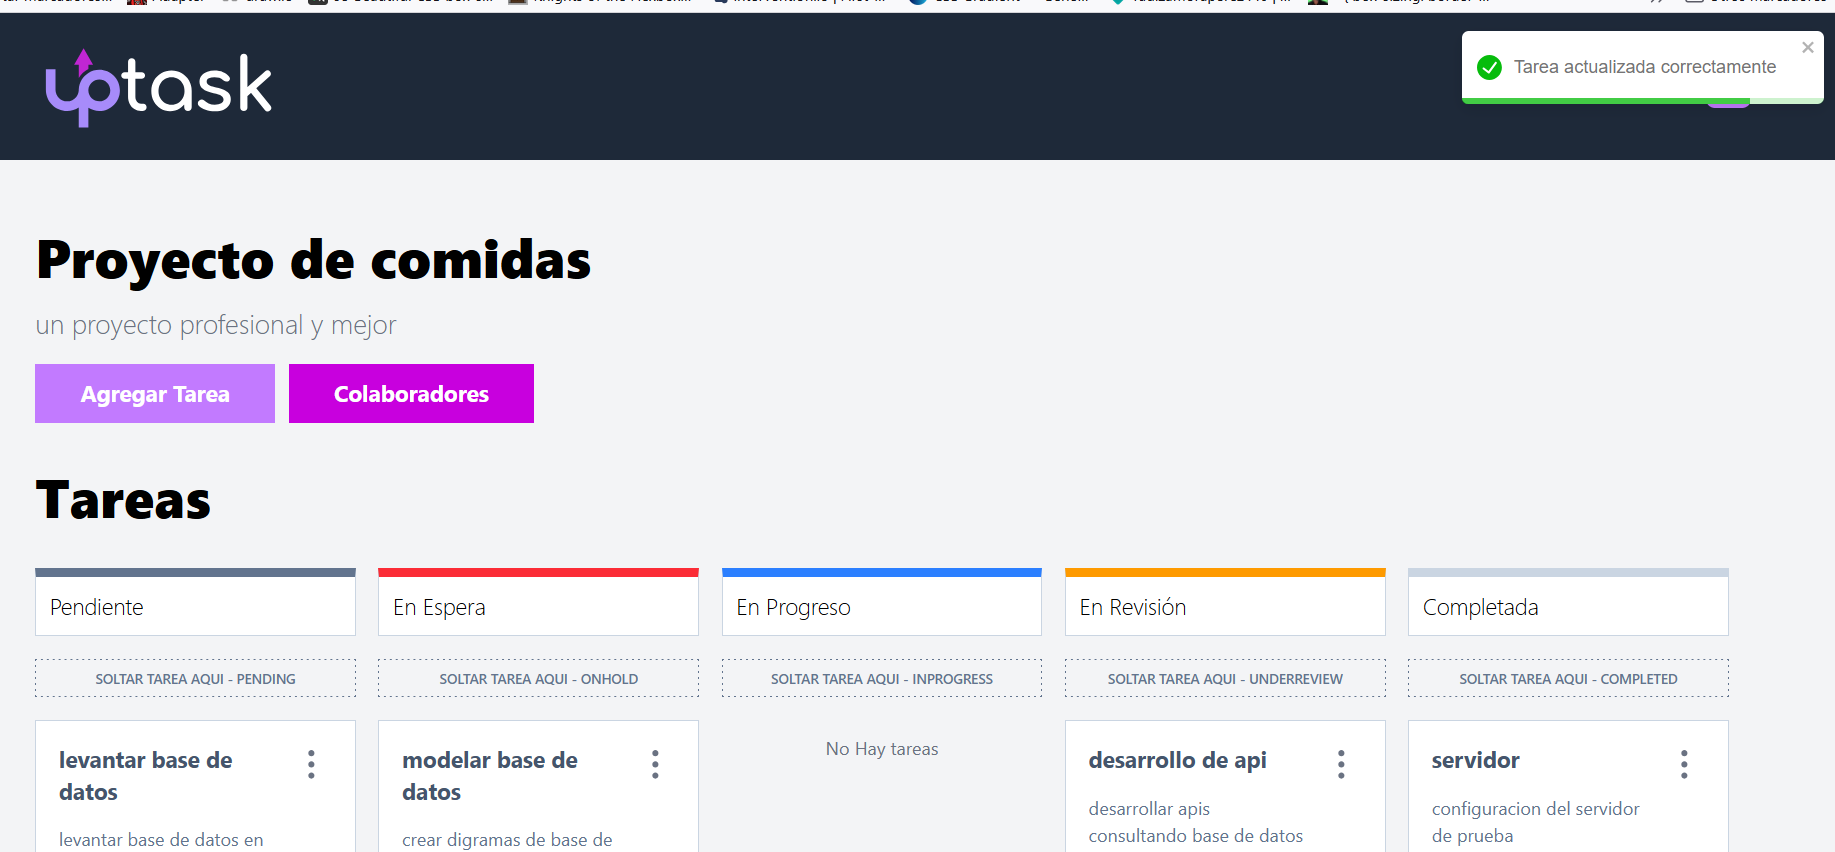 uptask
Tarea actualizada correctamente
Proyecto de comidas
un proyecto profesional y mejor
Agregar Tarea
Colaboradores
Tareas
Pendiente
En Espera
En Progreso
En Revisión
Completada
SOLTAR TAREA AQUI - PENDING
SOLTAR TAREA AQUI - ONHOLD
SOLTAR TAREA AQUI - INPROGRESS
SOLTAR TAREA AQUI - UNDERREVIEW
SOLTAR TAREA AQUI - COMPLETED
levantar base de
datos
levantar base de datos en
modelar base de
datos
crear digramas de base de
No Hay tareas
desarrollo de api
desarrollar apis
consultando base de datos
servidor
configuracion del servidor
de prueba